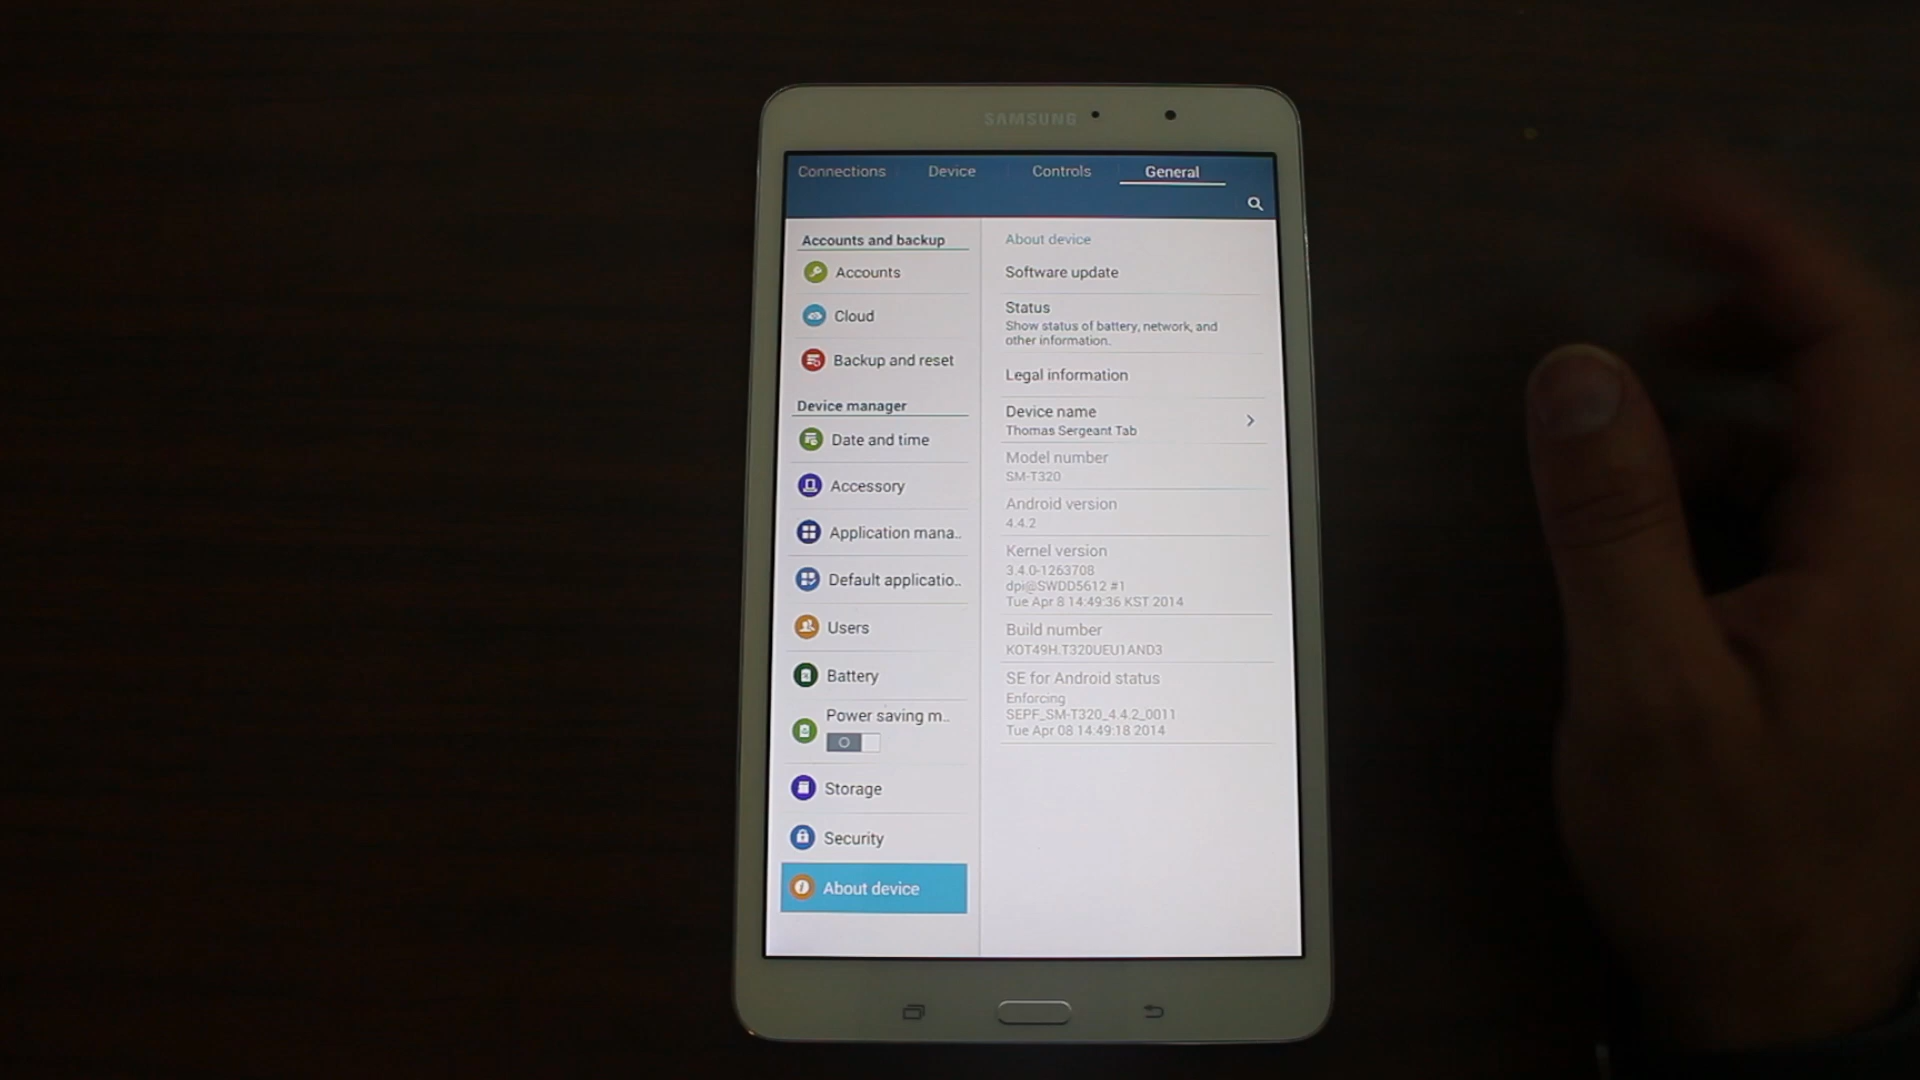 SAMSUNG
Connections Device Controls General
Accounts and backup
Accounts
Cloud
Backup and reset
Device manager
Date and time
Accessory
Application mana..
Default applicatio..
Users
Battery
Power saving m..
Storage
Security
About device
About device
Software update
Status
Show status of battery, network, and
other information.
Legal information
Device name
Thomas Sergeant Tab
Model number
SM-T320
Android version
4.4.2
Kernel version
3.4.0-1263708
dpi@SWDD5612 #1
Tue Apr 8 14:49:36 KST 2014
Build number
KOT49H.T320UEU1AND3
SE for Android status
Enforcing
SEPF_SM-T320_4.4.2_0011
Tue Apr 08 14:49:18 2014